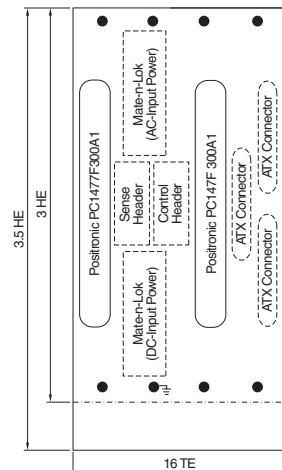 3.5 HE
3 HE
Positronic PC1477F300A1
Mate-n-Lok
(AC-Input Power)
Sense
Header
Control
Header
Mate-n-Lok
(DC-Input Power)
Positronic PC147F 300A1
ATX Connector
ATX Connector
ATX Connector
16 TE